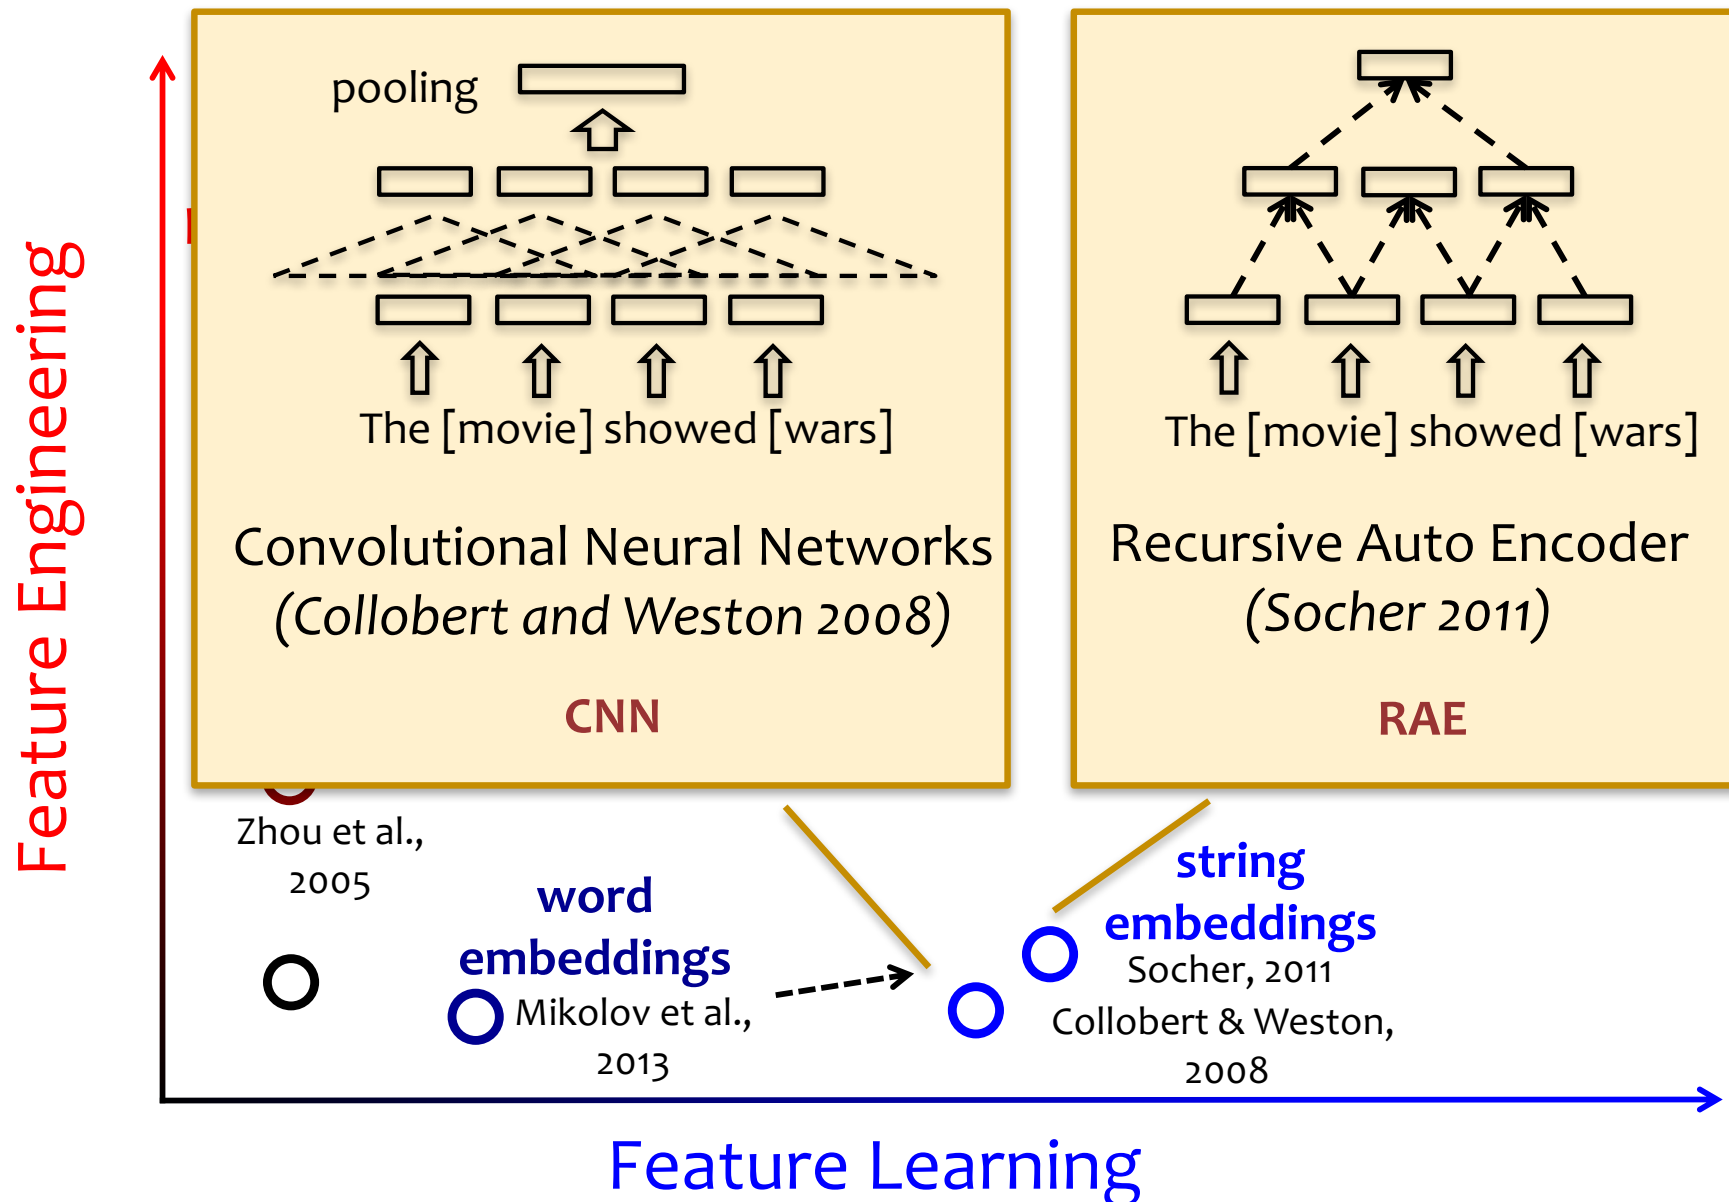 Feature Engineering
pooling
The [movie] showed [wars]
Convolutional Neural Networks
(Collobert and Weston 2008)
CNN
The [movie] showed [wars]
Recursive Auto Encoder
(Socher 2011)
RAE
Zhou et al.,
2005
word
embeddings
Mikolov et al.,
2013
string
embeddings
Socher, 2011
Collobert & Weston,
2008
Feature Learning